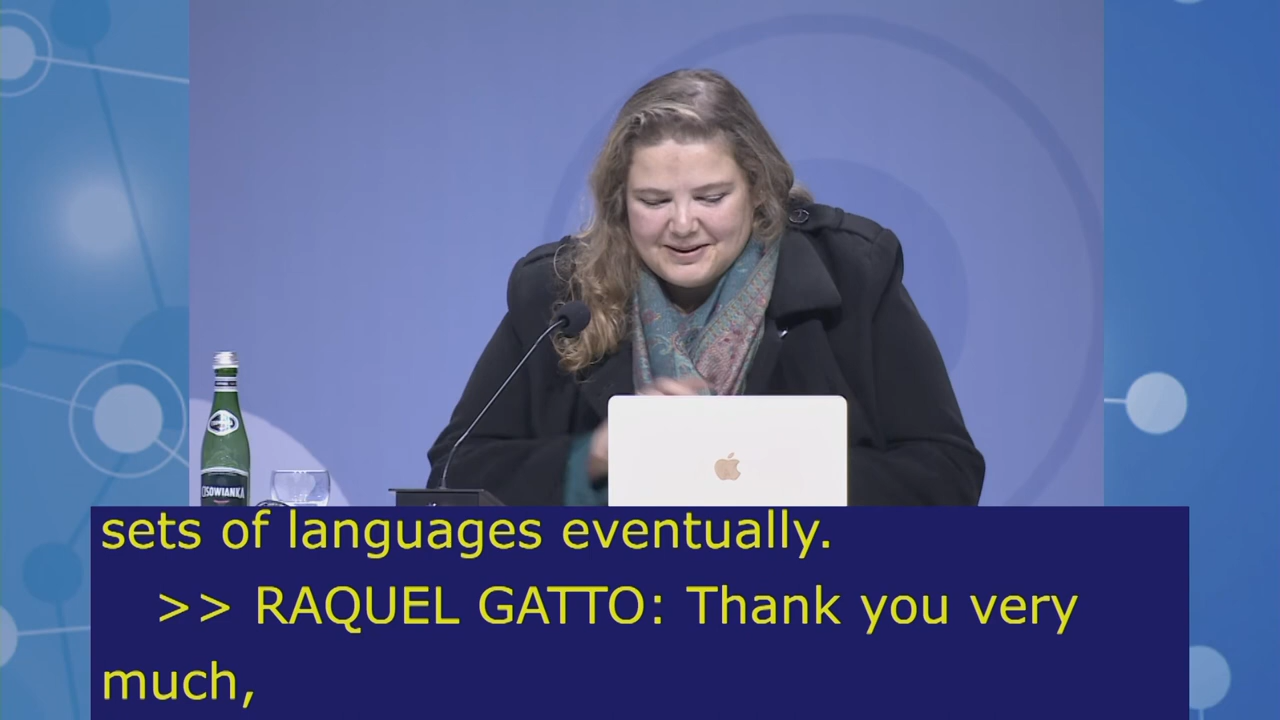 CISOWIANKA
sets of languages eventually.
>> RAQUEL GATTO: Thank you very
much,